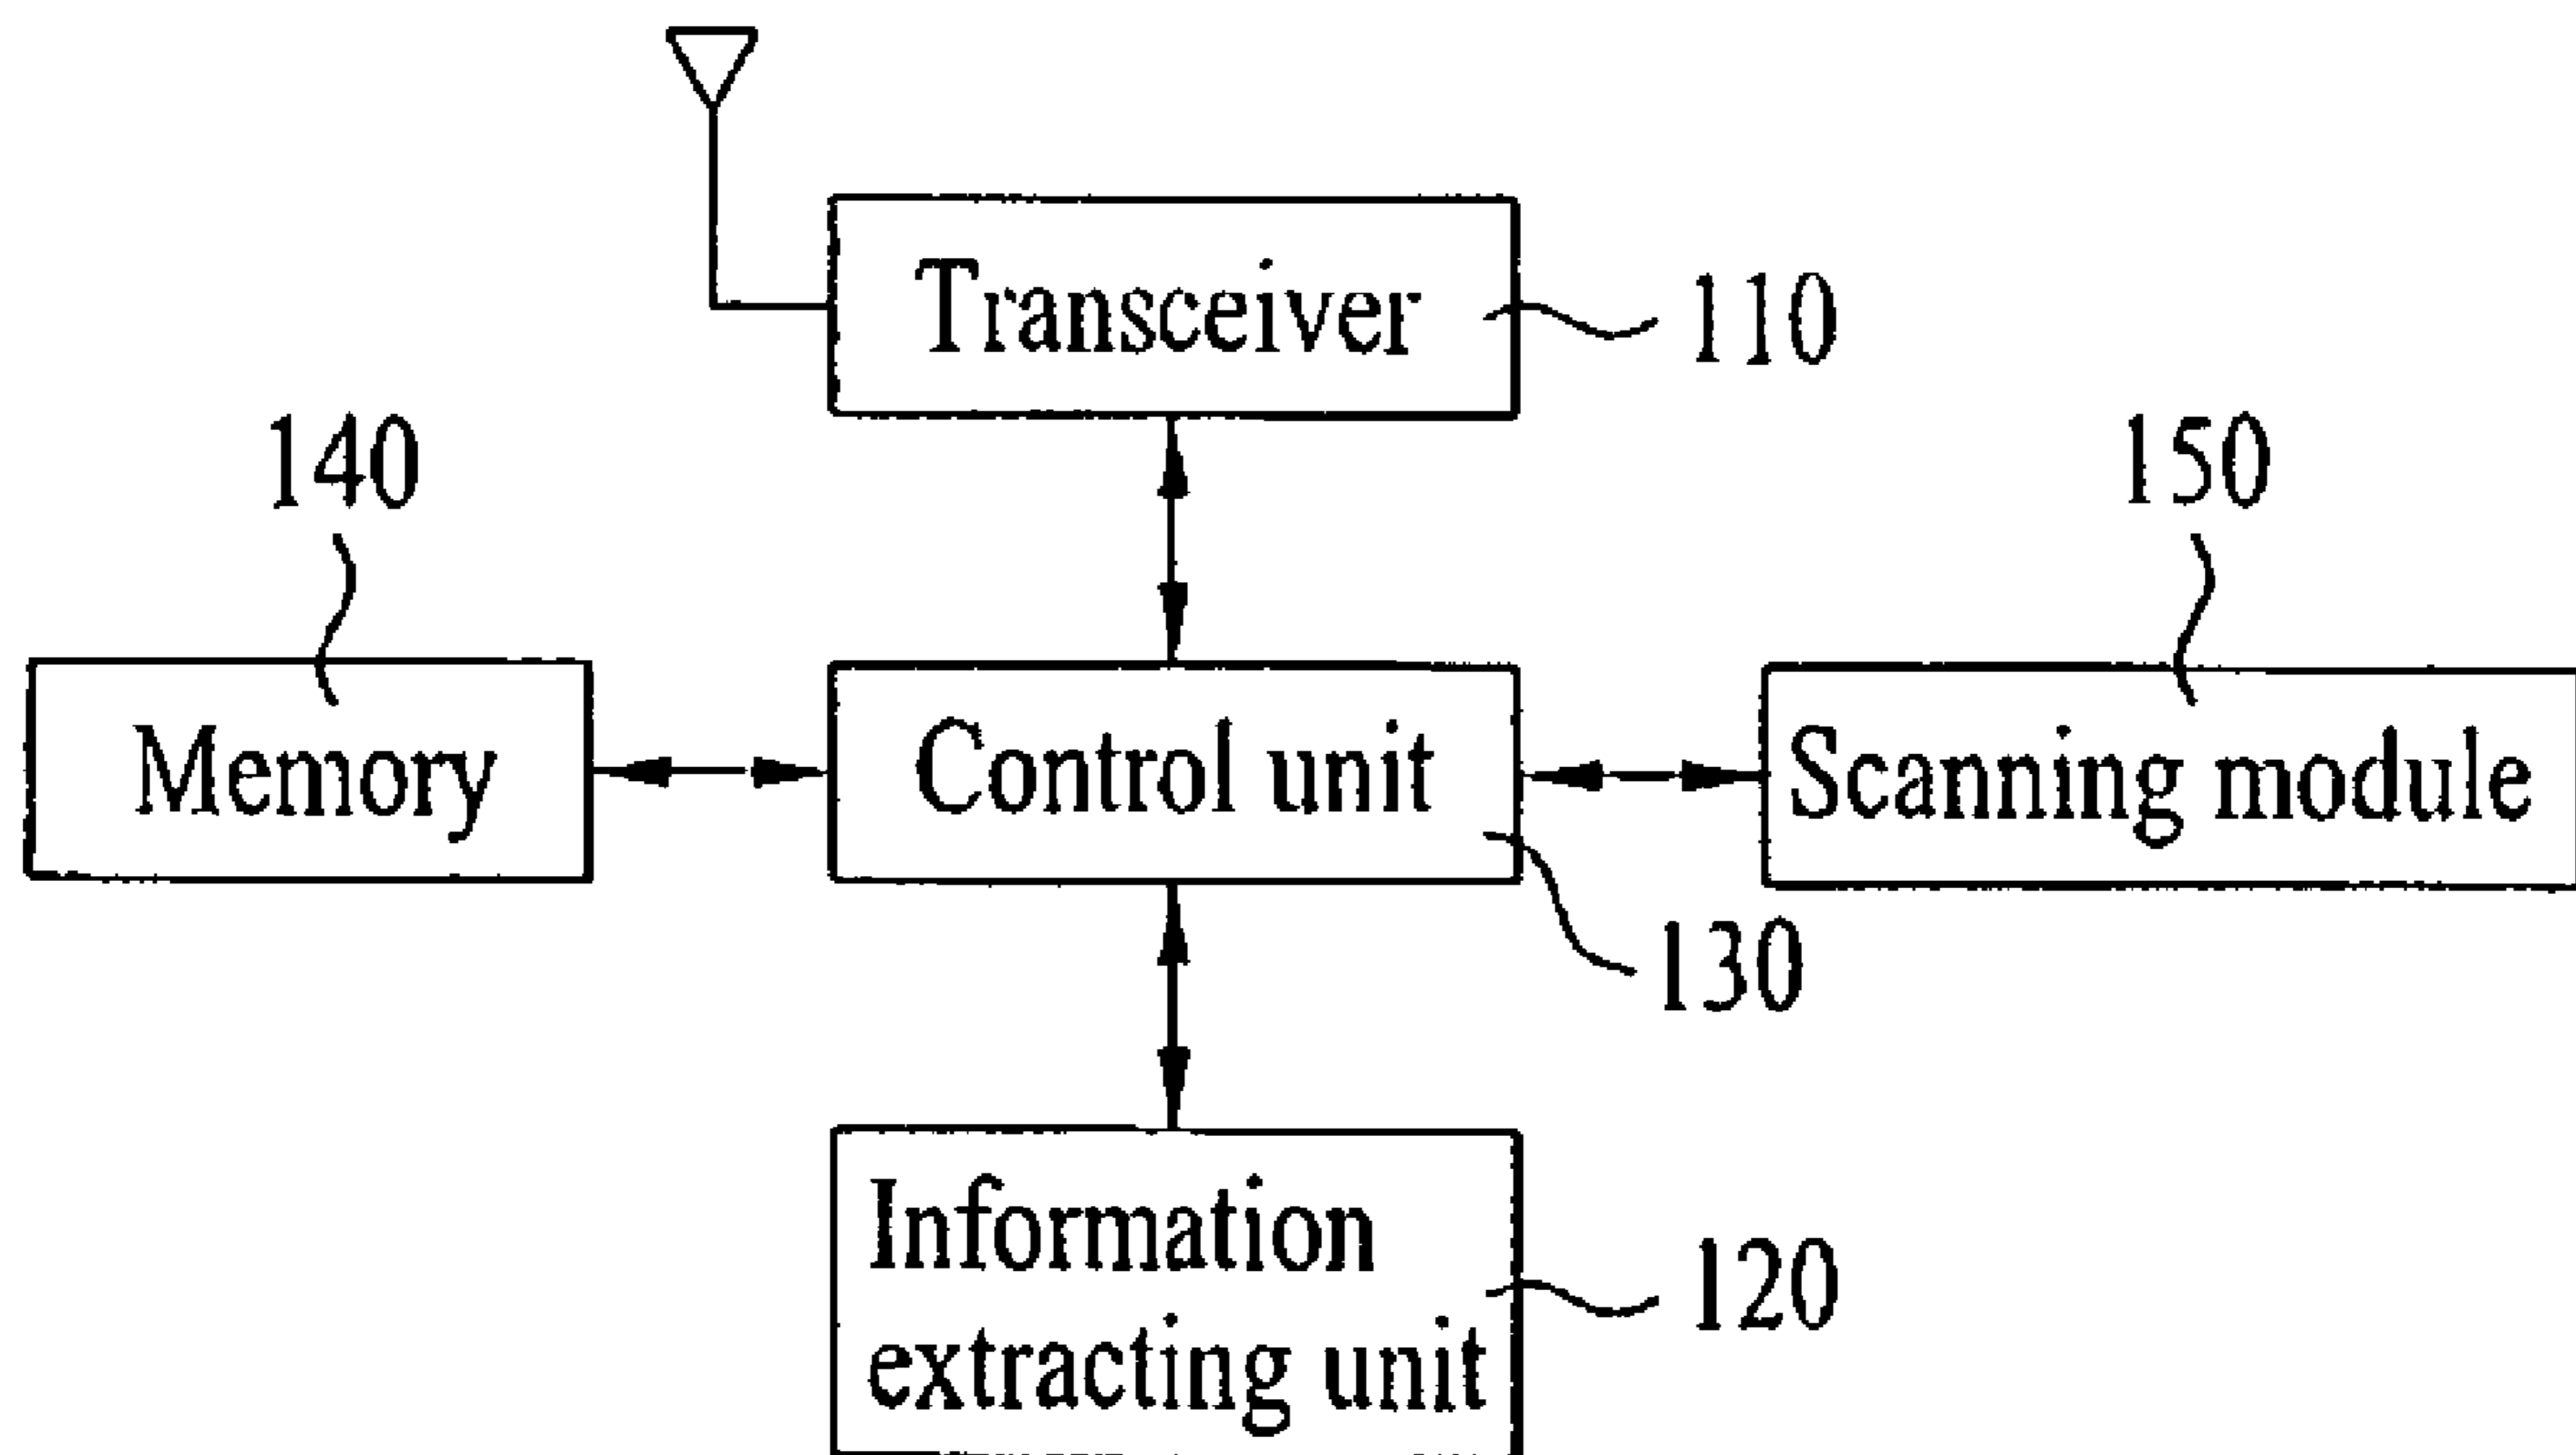 Transceiver
110
140
150
Memory
Control unit
Scanning module
130
Information
extracting unit
120